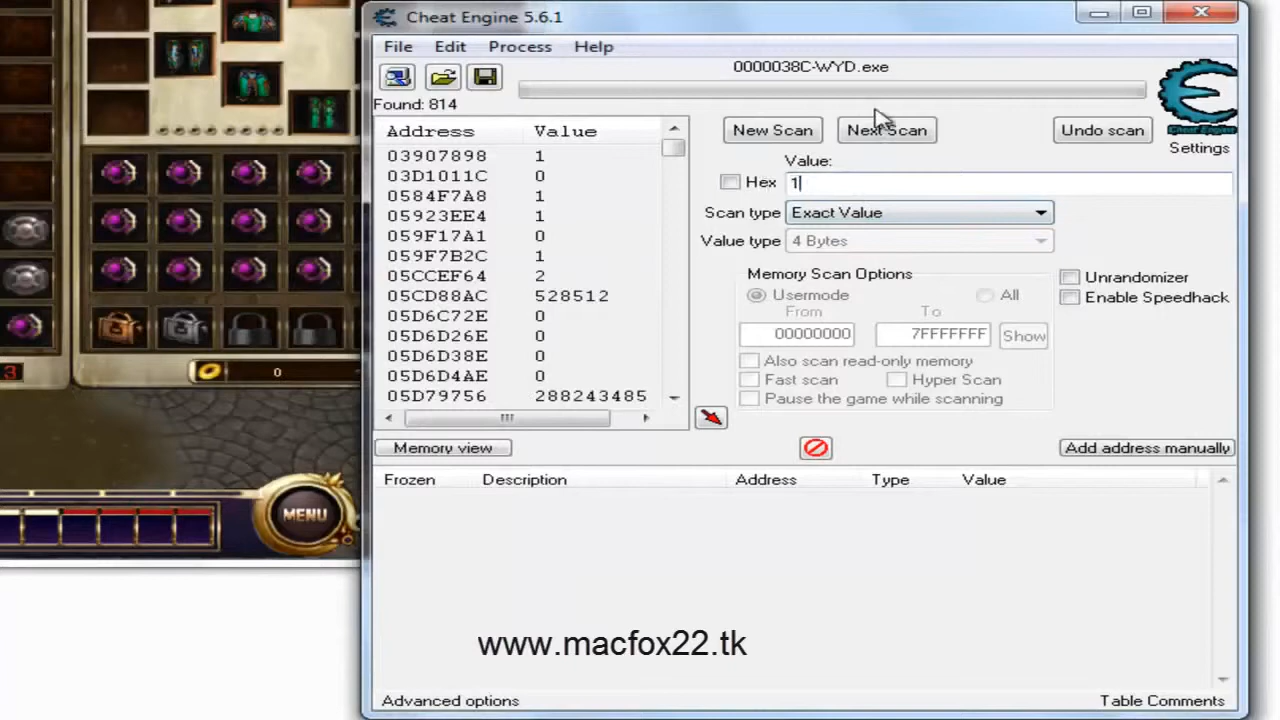 Cheat Engine 5.6.1
File Edit Process Help
0000038C-WYD.exe
Found: 814
Address Value
03907898 1
03D1011C 0
0584F7A8 1
05923EE4 1
059F17A1 0
059F7B2C 1
05CCEF64 2
05CD88AC 528512
05D6C72E 0
05D6D26E 0
05D6D38E 0
05D6D4AE 0
05D79756 288243485
New Scan Next Scan Undo scan
Cheat Engine
Settings
Value:
Hex 1
Scan type Exact Value
Value type 4 Bytes
Memory Scan Options
Usermode All
From To
00000000 7FFFFFFF Show
Also scan read-only memory
Fast scan Hyper Scan
Pause the game while scanning
Unrandomizer
Enable Speedhack
Memory view Add address manually
Frozen Description Address Type Value
3
0
MENU
www.macfox22.tk
Advanced options Table Comments